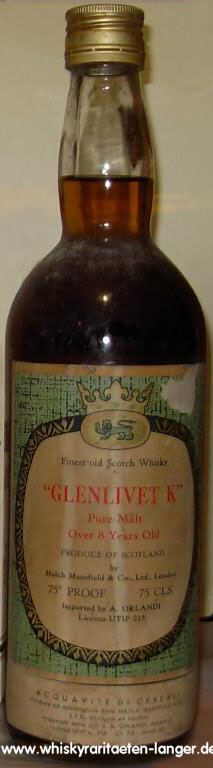 Finest old Scotch Whisky
"GLENLIVET K"
Pure Malt
Over 8 Years Old
PRODUCE OF SCOTLAND
by
Hatch Mansfield & Co., Ltd., London
75° PROOF 75 CLS.
Imported by A. ORLANDI
Licenza UTIF 215
ACQUAVITE DI CEREALI
www.whiskyraritaeten-langer.de